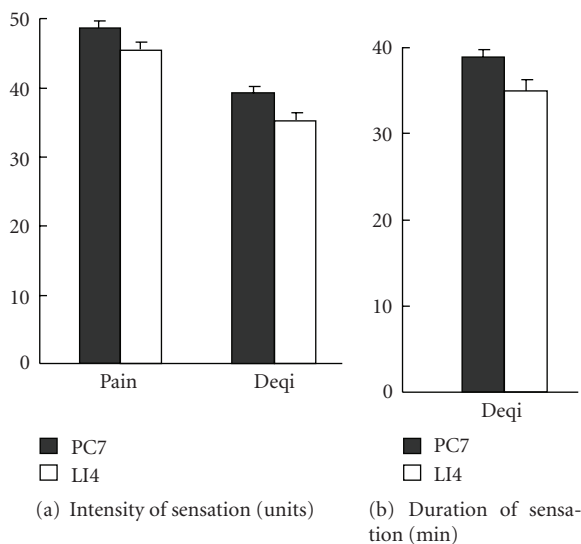 50
40
30
20
10
0
Pain Deqi
PC7
LI4
(a) Intensity of sensation (units)
40
30
20
10
0
Deqi
PC7
LI4
(b) Duration of sensa-
tion (min)